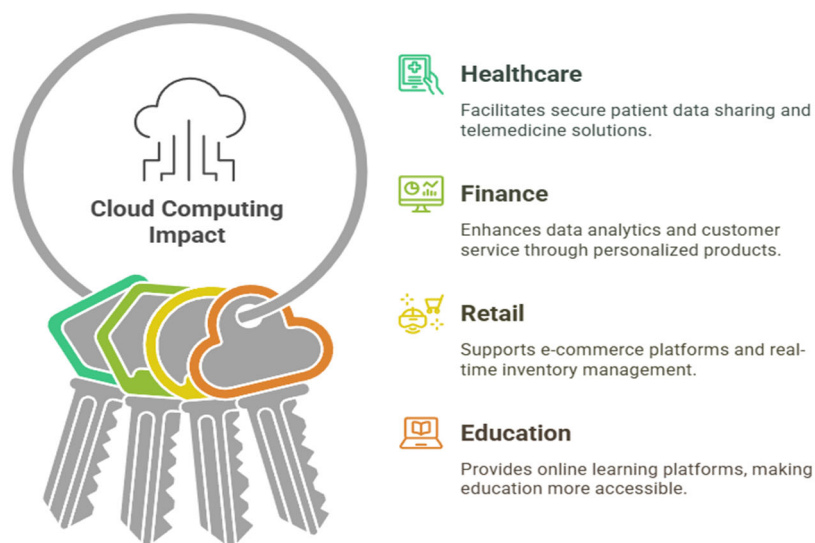 Cloud Computing
Impact
Healthcare
Facilitates secure patient data sharing and
telemedicine solutions.
Finance
Enhances data analytics and customer
service through personalized products.
Retail
Supports e-commerce platforms and real-
time inventory management.
Education
Provides online learning platforms, making
education more accessible.